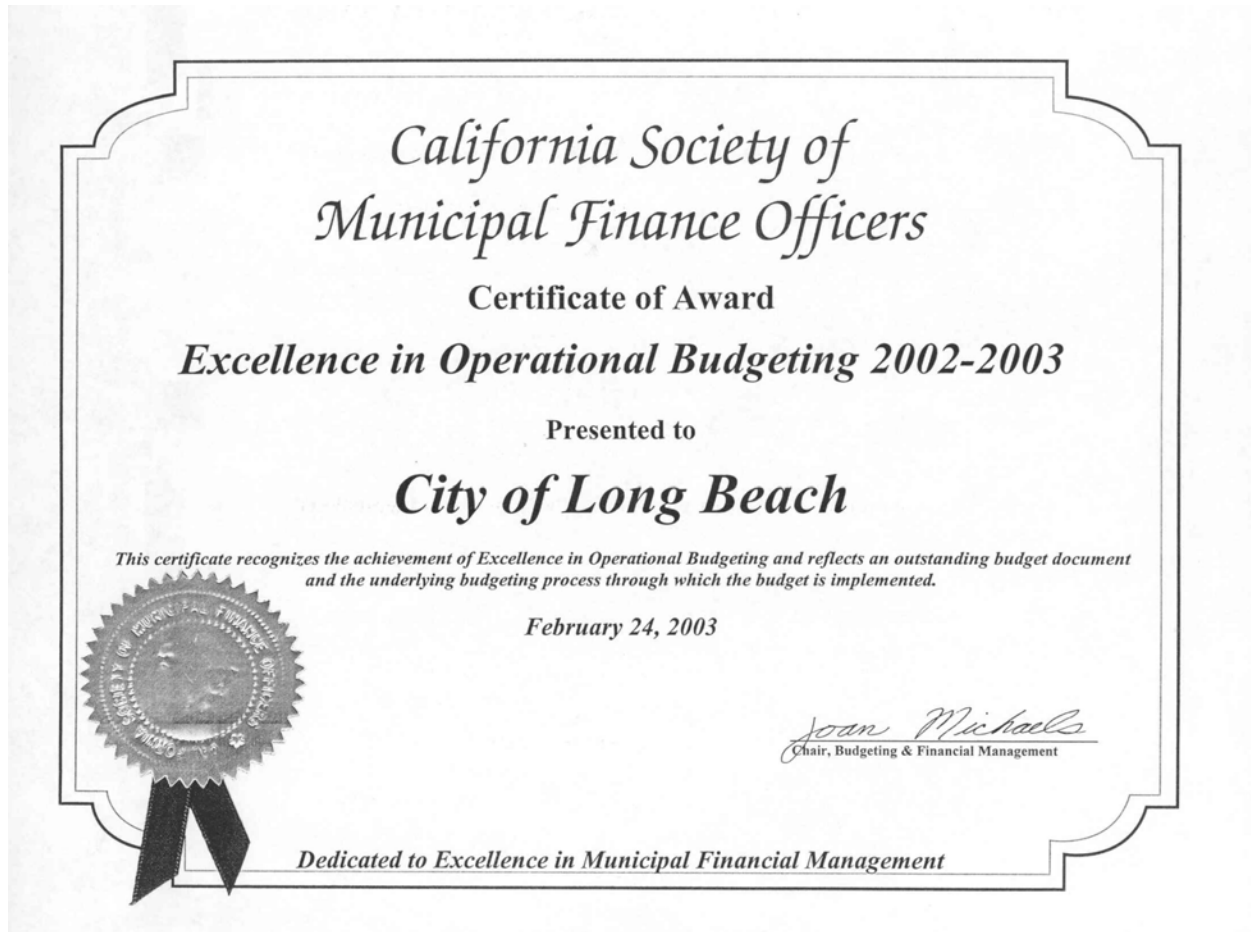 California Society of
Municipal Finance Officers
Certificate of Award
Excellence in Operational Budgeting 2002-2003
Presented to
City of Long Beach
This certificate recognizes the achievement of Excellence in Operational Budgeting and reflects an outstanding budget document
and the underlying budgeting process through which the budget is implemented.
February 24, 2003
Joan Michaels
Chair, Budgeting & Financial Management
Dedicated to Excellence in Municipal Financial Management